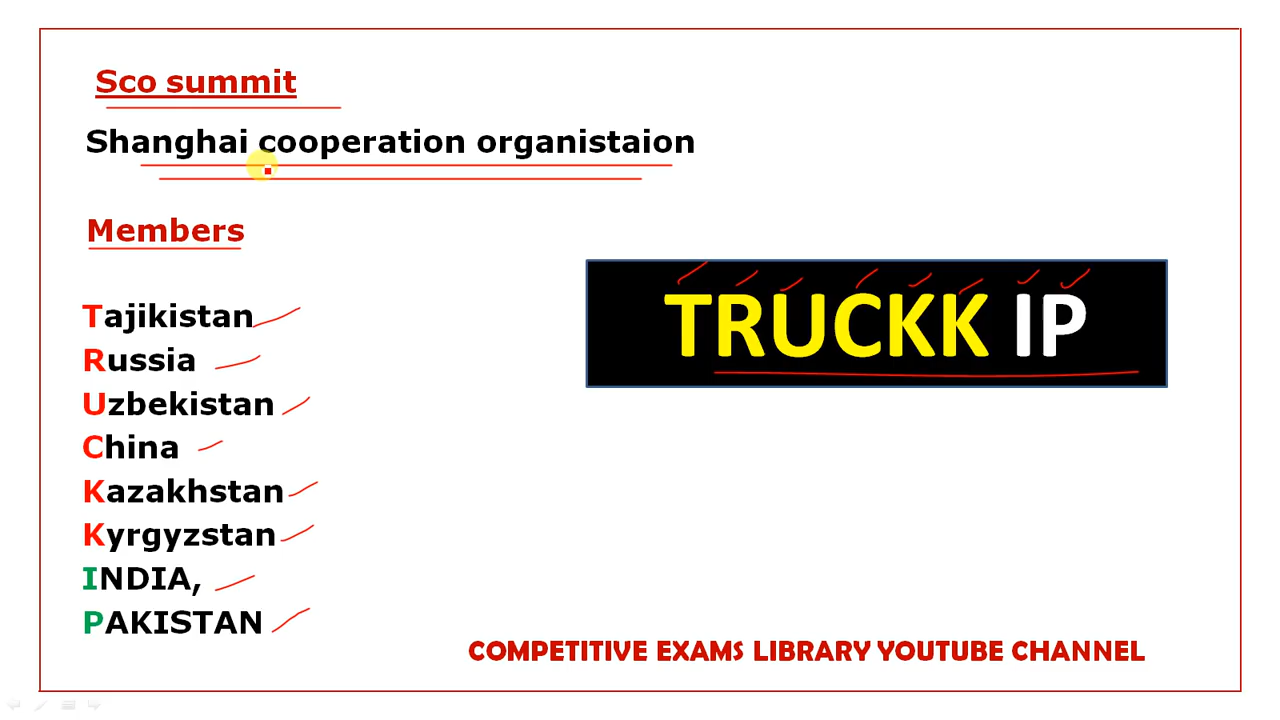 Sco summit
Shanghai cooperation organistaion
Members
Tajikistan
Russia
Uzbekistan
China
Kazakhstan
Kyrgyzstan
INDIA,
PAKISTAN
TRUCKK IP
COMPETITIVE EXAMS LIBRARY YOUTUBE CHANNEL